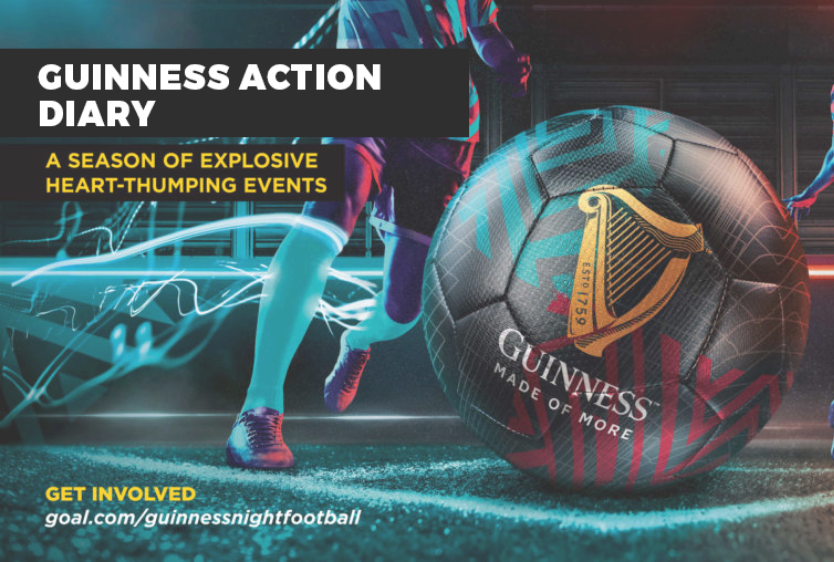 GUINNESS ACTION
DIARY
A SEASON OF EXPLOSIVE
HEART-THUMPING EVENTS
ESTD 1759
GUINNESS™
MADE OF MORE
GET INVOLVED
goal.com/guinnessnightfootball